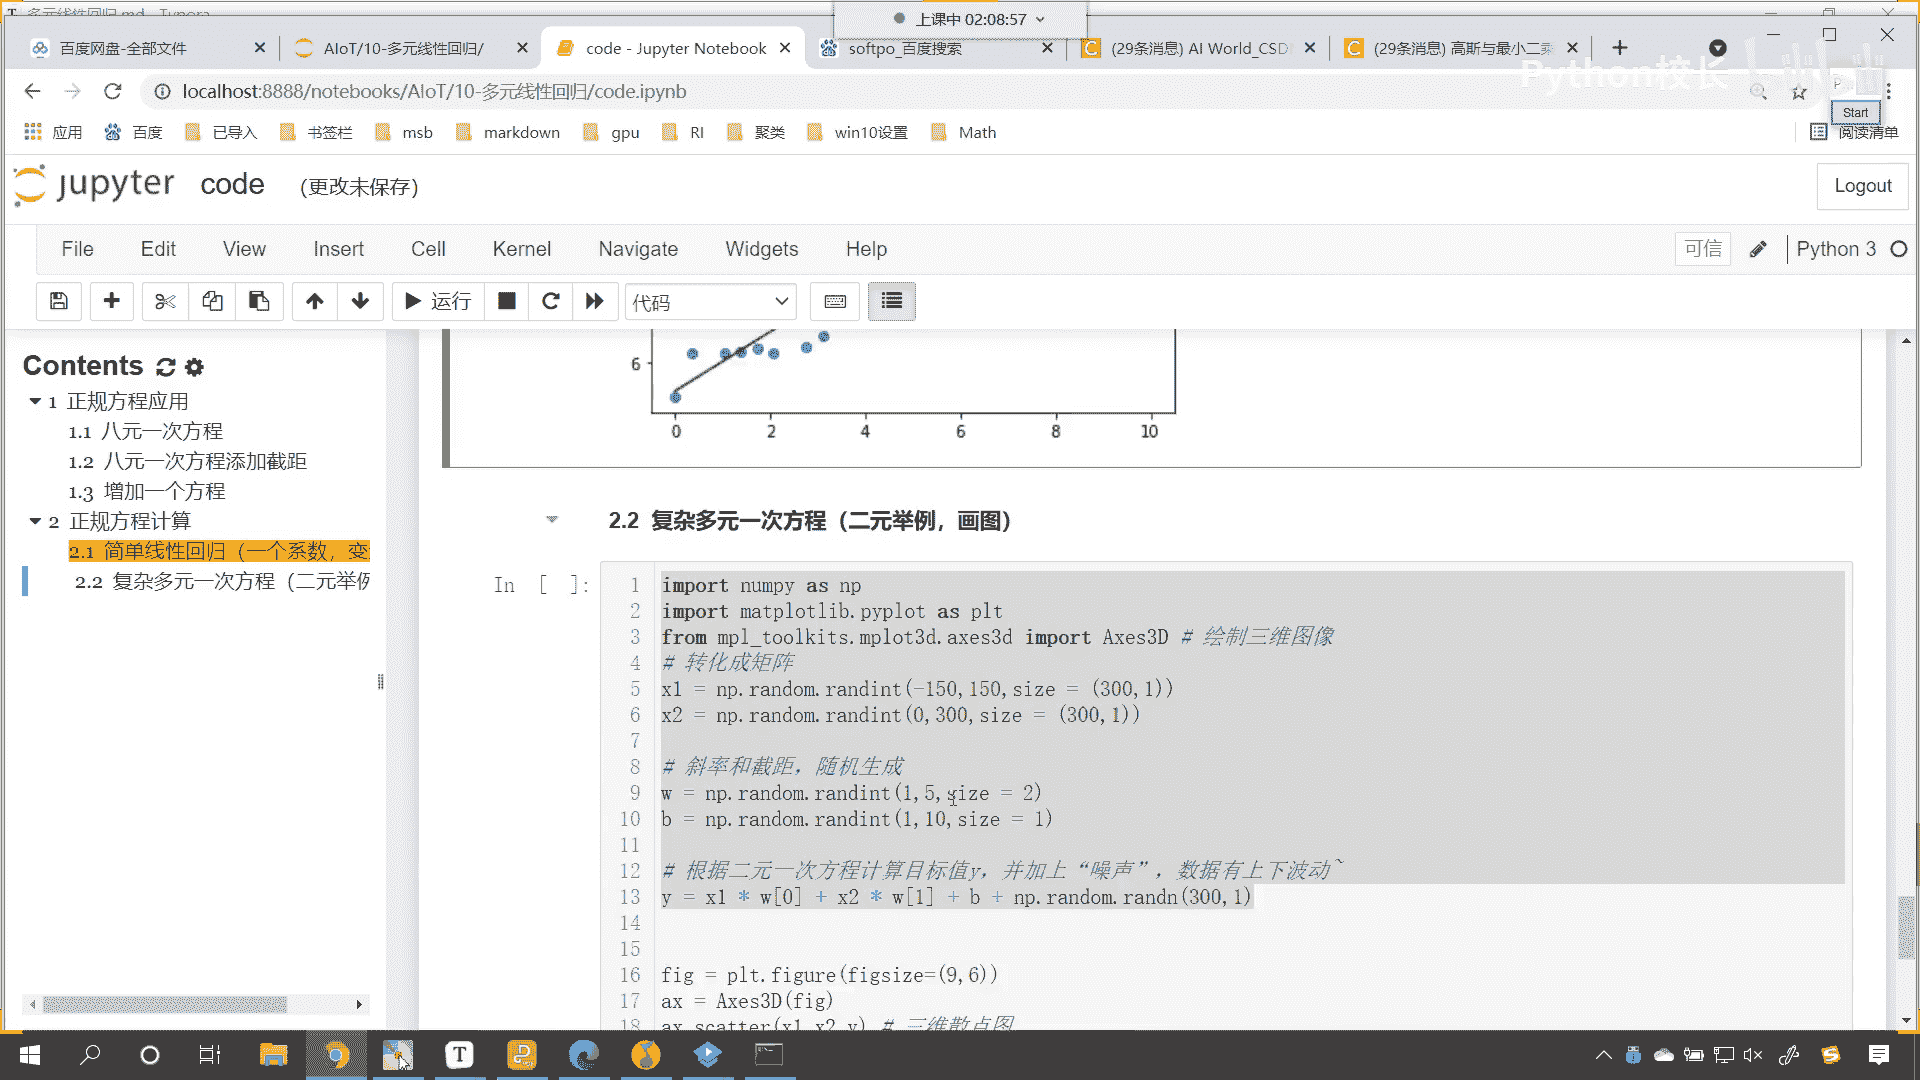 上课中 02:08:57
百度网盘-全部文件
AIoT/10-多元线性回归/
code - Jupyter Notebook
softpo_百度搜索
(29条消息) AI World_CSD
(29条消息) 高斯与最小二乘
Python校长
localhost:8888/notebooks/AIoT/10-多元线性回归/code.ipynb
Start
应用
百度
已导入
书签栏
msb
markdown
gpu
RI
聚类
win10设置
Math
阅读清单
jupyter code (更改未保存)
Logout
File Edit View Insert Cell Kernel Navigate Widgets Help
可信
Python 3
运行
代码
Contents
1 正规方程应用
1.1 八元一次方程
1.2 八元一次方程添加截距
1.3 增加一个方程
2 正规方程计算
2.1 简单线性回归（一个系数，变
2.2 复杂多元一次方程（二元举例
6
0 2 4 6 8 10
2.2 复杂多元一次方程（二元举例，画图）
In [ ]:
1 import numpy as np
2 import matplotlib.pyplot as plt
3 from mpl_toolkits.mplot3d.axes3d import Axes3D # 绘制三维图像
4 # 转化成矩阵
5 x1 = np.random.randint(-150,150,size = (300,1))
6 x2 = np.random.randint(0,300,size = (300,1))
7
8 # 斜率和截距，随机生成
9 w = np.random.randint(1,5,size = 2)
10 b = np.random.randint(1,10,size = 1)
11
12 # 根据二元一次方程计算目标值y，并加上“噪声”，数据有上下波动~
13 y = x1 * w[0] + x2 * w[1] + b + np.random.randn(300,1)
14
15
16 fig = plt.figure(figsize=(9,6))
17 ax = Axes3D(fig)
18 ax.scatter(x1,x2,y) # 三维散点图